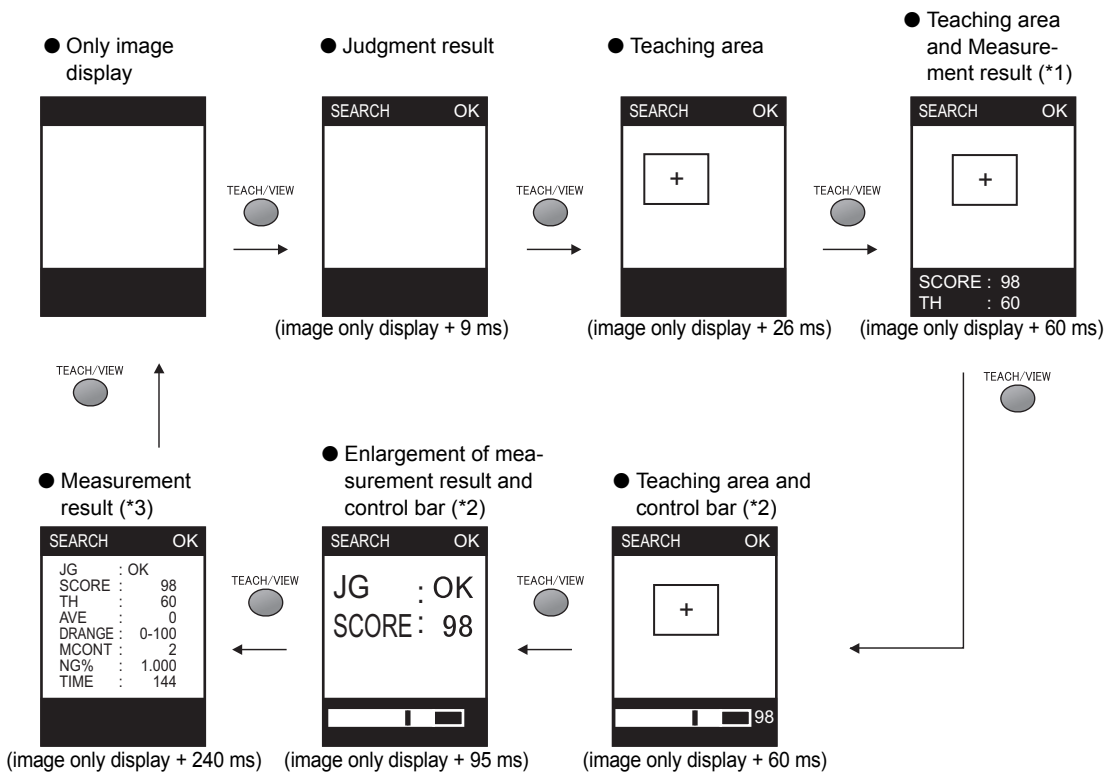 ● Only image
display
● Judgment result
● Teaching area
● Teaching area
and Measure-
ment result (*1)
SEARCH OK
SEARCH OK
SEARCH OK
+
+
TEACH/VIEW
TEACH/VIEW
TEACH/VIEW
SCORE : 98
TH : 60
(image only display + 9 ms)
(image only display + 26 ms)
(image only display + 60 ms)
TEACH/VIEW
TEACH/VIEW
● Measurement
result (*3)
● Enlargement of mea-
surement result and
control bar (*2)
● Teaching area and
control bar (*2)
SEARCH OK
JG : OK
SCORE : 98
TH : 60
AVE : 0
DRANGE : 0-100
MCONT : 2
NG% : 1.000
TIME : 144
TEACH/VIEW
SEARCH OK
JG : OK
SCORE : 98
TEACH/VIEW
SEARCH OK
+
98
(image only display + 240 ms)
(image only display + 95 ms)
(image only display + 60 ms)